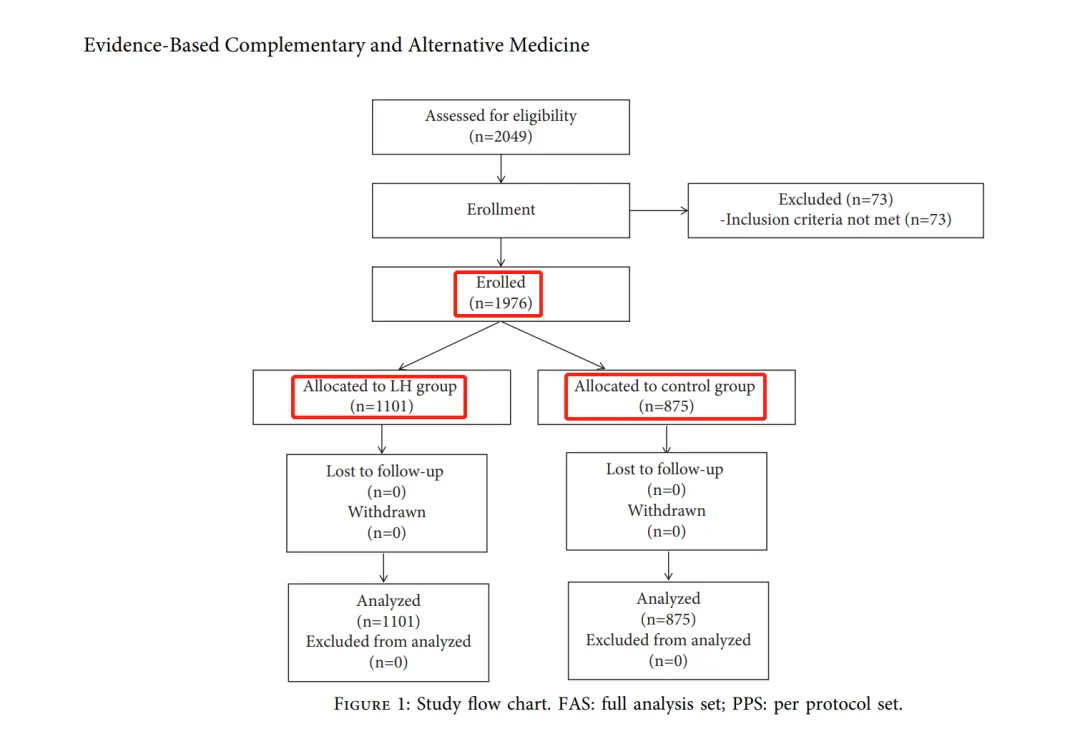 Evidence-Based Complementary and Alternative Medicine
Assessed for eligibility
(n=2049)
Erollment
Excluded (n=73)
-Inclusion criteria not met (n=73)
Erolled
(n=1976)
Allocated to LH group
(n=1101)
Allocated to control group
(n=875)
Lost to follow-up
(n=0)
Withdrawn
(n=0)
Lost to follow-up
(n=0)
Withdrawn
(n=0)
Analyzed
(n=1101)
Excluded from analyzed
(n=0)
Analyzed
(n=875)
Excluded from analyzed
(n=0)
Figure 1: Study flow chart. FAS: full analysis set; PPS: per protocol set.